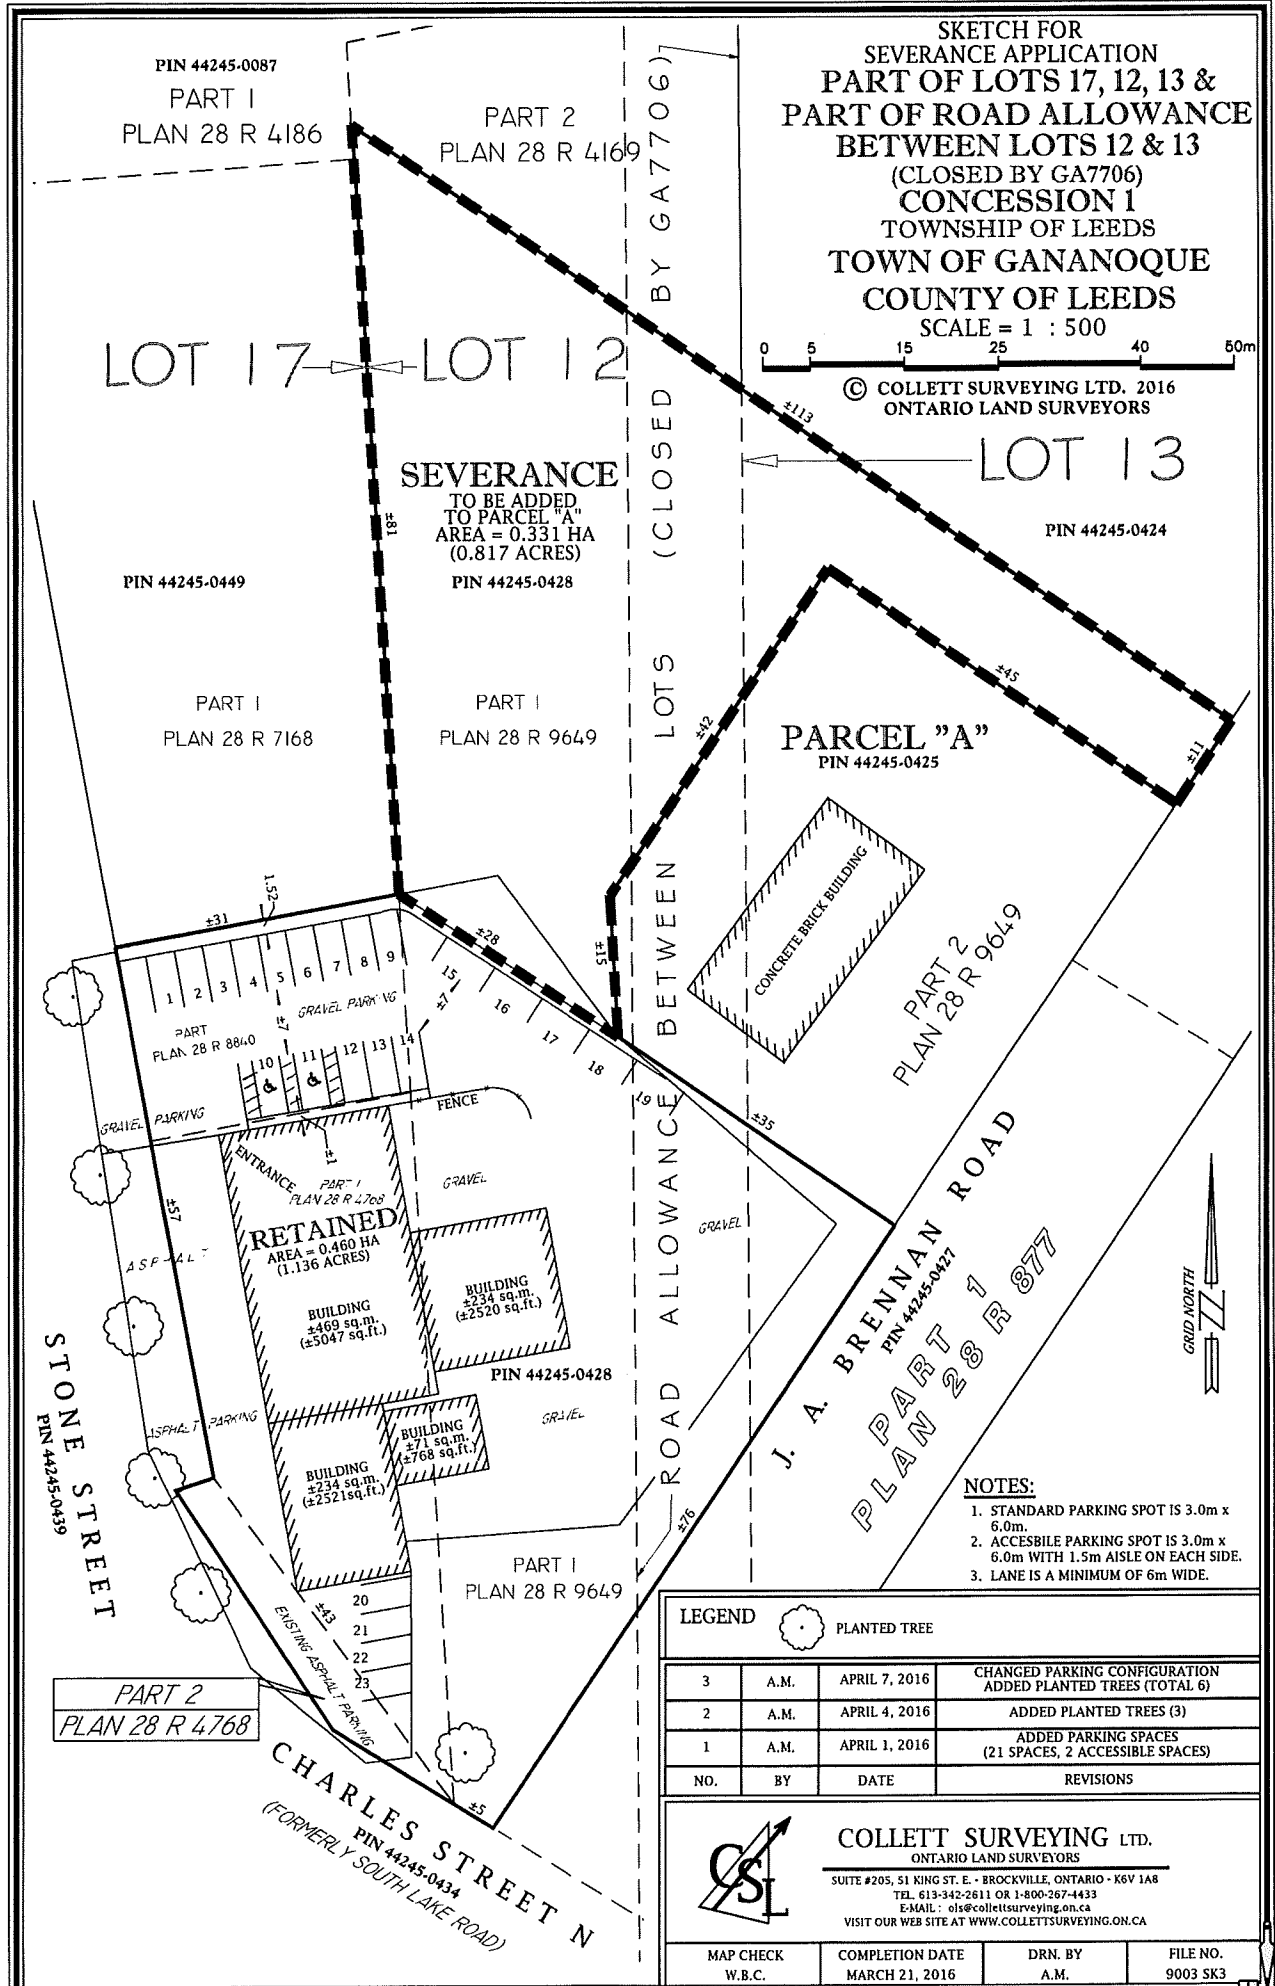 SKETCH FOR
SEVERANCE APPLICATION
PART OF LOTS 17, 12, 13 &
PART OF ROAD ALLOWANCE
BETWEEN LOTS 12 & 13
(CLOSED BY GA7706)
CONCESSION 1
TOWNSHIP OF LEEDS
TOWN OF GANANOQUE
COUNTY OF LEEDS
SCALE = 1 : 500
0 5 15 25 40 50m
© COLLETT SURVEYING LTD. 2016
ONTARIO LAND SURVEYORS
PIN 44245-0087
PART 1
PLAN 28 R 4186
PART 2
PLAN 28 R 4169
LOT 17
LOT 12
LOT 13
±113
±81
SEVERANCE
TO BE ADDED
TO PARCEL "A"
AREA = 0.331 HA
(0.817 ACRES)
PIN 44245-0424
PIN 44245-0449
PIN 44245-0428
PART 1
PLAN 28 R 7168
PART 1
PLAN 28 R 9649
±45
±42
±11
PARCEL "A"
PIN 44245-0425
CONCRETE BRICK BUILDING
PART 2
PLAN 28 R 9649
ROAD ALLOWANCE BETWEEN LOTS (CLOSED BY GA7706)
1.52
±31
±28
±15
±35
1 2 3 4 5 6 7 8 9
15
16
17
18
19
±7
±7
GRAVEL PARKING
PART
PLAN 28 R 8840
10 11 12 13 14
GRAVEL PARKING
FENCE
ENTRANCE
±1
PART 1
PLAN 28 R 4768
GRAVEL
GRAVEL
±57
RETAINED
AREA = 0.460 HA
(1.136 ACRES)
ASPHALT
BUILDING
±469 sq.m.
(±5047 sq.ft.)
BUILDING
±234 sq.m.
(±2520 sq.ft.)
PIN 44245-0428
GRAVEL
ASPHALT PARKING
BUILDING
±71 sq.m.
(±768 sq.ft.)
BUILDING
±234 sq.m.
(±2521sq.ft.)
STONE STREET
PIN 44245-0439
J. A. BRENNAN ROAD
PIN 44245-0427
PART 1
PLAN 28 R 877
GRID NORTH
±76
PART 1
PLAN 28 R 9649
20
21
22
23
±43
EXISTING ASPHALT PARKING
PART 2
PLAN 28 R 4768
±5
CHARLES STREET N
PIN 44245-0434
(FORMERLY SOUTH LAKE ROAD)
NOTES:
1. STANDARD PARKING SPOT IS 3.0m x
6.0m.
2. ACCESBILE PARKING SPOT IS 3.0m x
6.0m WITH 1.5m AISLE ON EACH SIDE.
3. LANE IS A MINIMUM OF 6m WIDE.
LEGEND
PLANTED TREE
3 A.M. APRIL 7, 2016 CHANGED PARKING CONFIGURATION
ADDED PLANTED TREES (TOTAL 6)
2 A.M. APRIL 4, 2016 ADDED PLANTED TREES (3)
1 A.M. APRIL 1, 2016 ADDED PARKING SPACES
(21 SPACES, 2 ACCESSIBLE SPACES)
NO. BY DATE REVISIONS
CSL
COLLETT SURVEYING LTD.
ONTARIO LAND SURVEYORS
SUITE #205, 51 KING ST. E. - BROCKVILLE, ONTARIO - K6V 1A8
TEL. 613-342-2611 OR 1-800-267-4433
E-MAIL : ols@collettsurveying.on.ca
VISIT OUR WEB SITE AT WWW.COLLETTSURVEYING.ON.CA
MAP CHECK COMPLETION DATE DRN. BY FILE NO.
W.B.C. MARCH 21, 2016 A.M. 9003 SK3